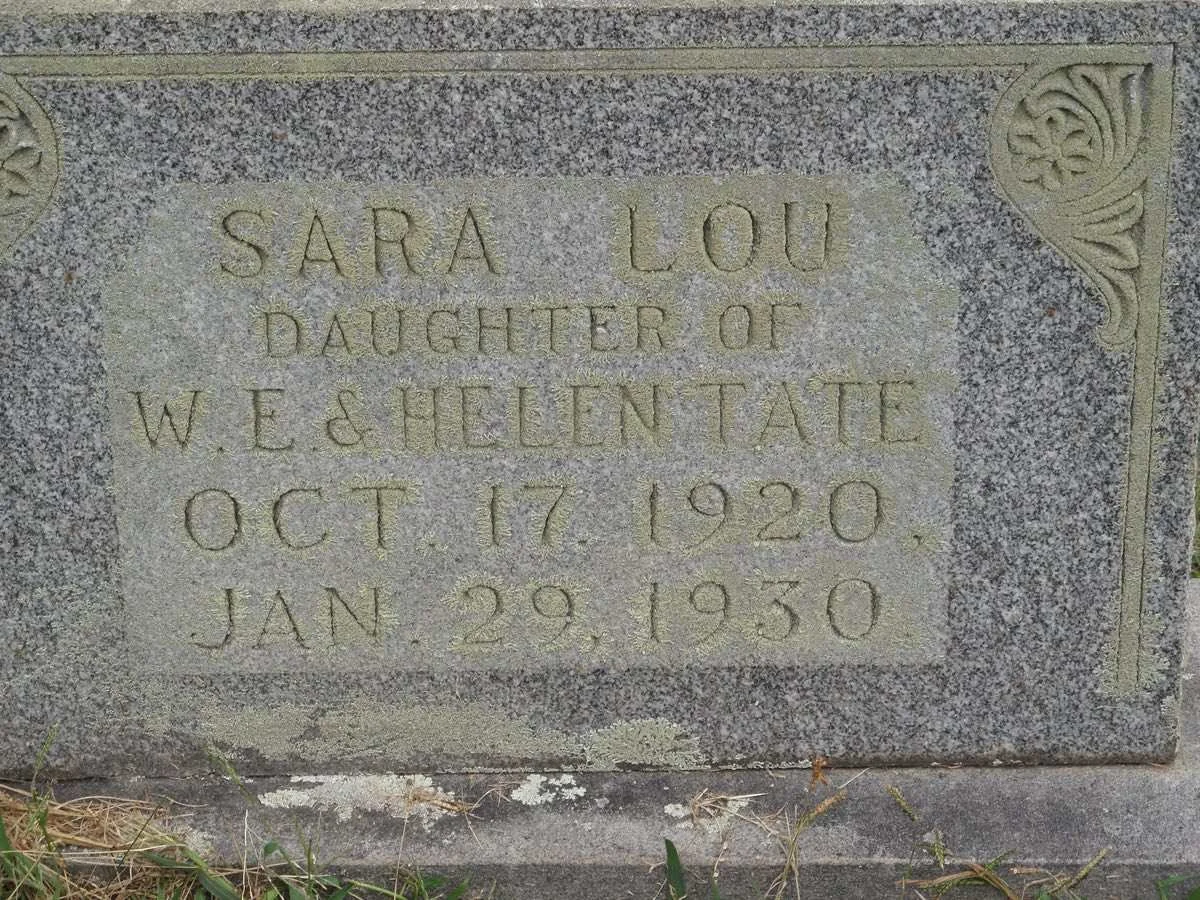 SARA LOU
DAUGHTER OF
W. E. & HELEN TATE
OCT. 17. 1920,
JAN. 29, 1930.